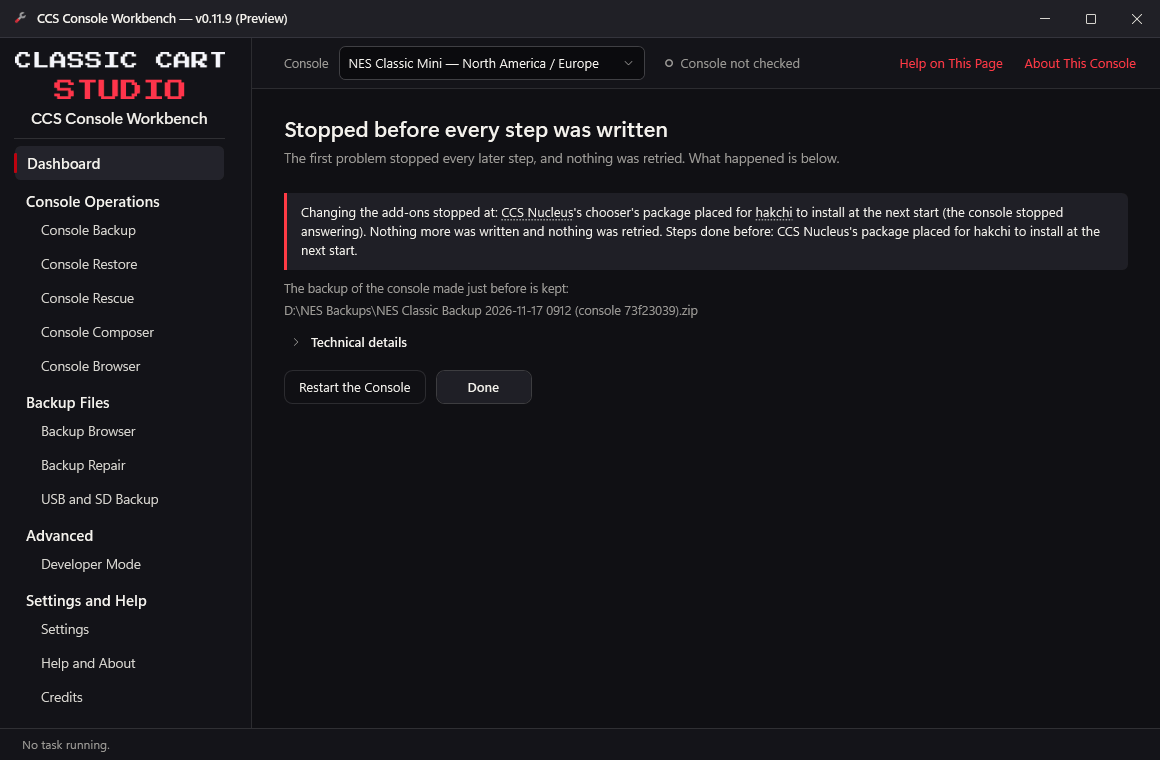 CCS Console Workbench — v0.11.9 (Preview)
CLASSIC CART
STUDIO
CCS Console Workbench
Dashboard
Console Operations
Console Backup
Console Restore
Console Rescue
Console Composer
Console Browser
Backup Files
Backup Browser
Backup Repair
USB and SD Backup
Advanced
Developer Mode
Settings and Help
Settings
Help and About
Credits
Console
NES Classic Mini — North America / Europe
Console not checked
Help on This Page
About This Console
Stopped before every step was written
The first problem stopped every later step, and nothing was retried. What happened is below.
Changing the add-ons stopped at: CCS Nucleus's chooser's package placed for hakchi to install at the next start (the console stopped
answering). Nothing more was written and nothing was retried. Steps done before: CCS Nucleus's package placed for hakchi to install at the
next start.
The backup of the console made just before is kept:
D:\NES Backups\NES Classic Backup 2026-11-17 0912 (console 73f23039).zip
Technical details
Restart the Console
Done
No task running.